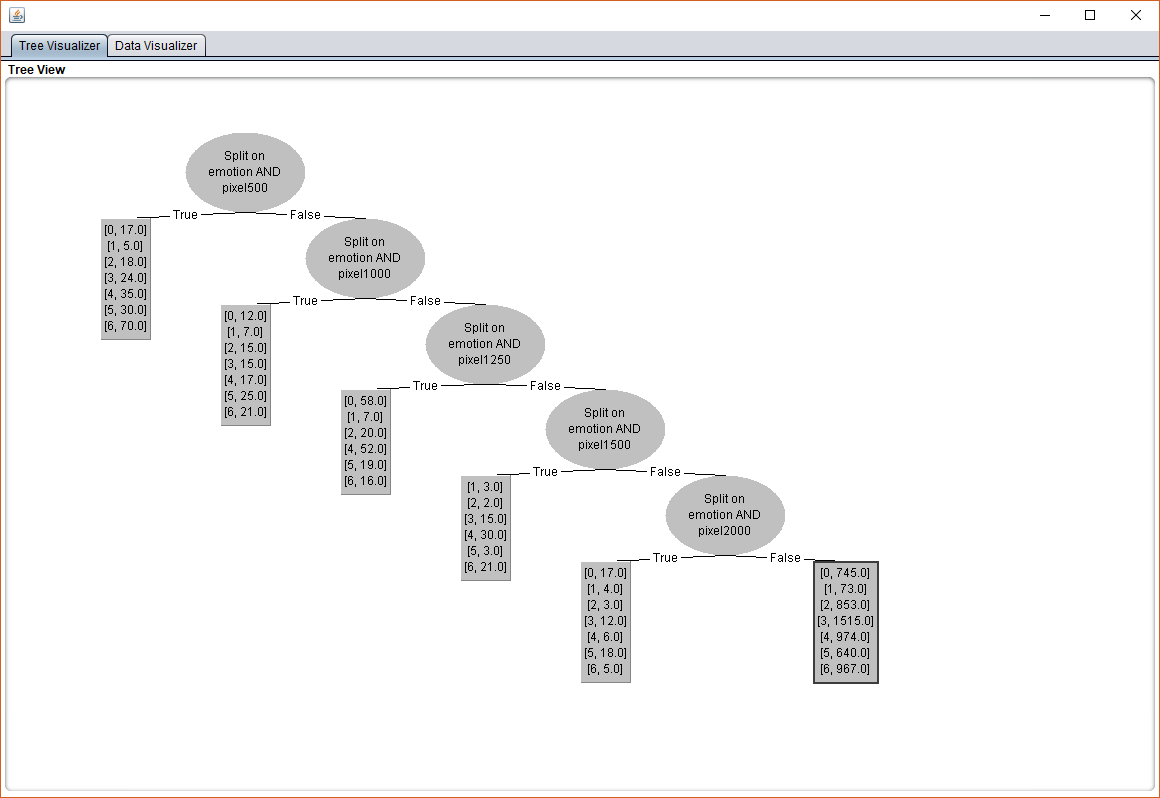 Tree Visualizer
Data Visualizer
Tree View
Split on
emotion AND
pixel500
True
False
[0, 17.0]
[1, 5.0]
[2, 18.0]
[3, 24.0]
[4, 35.0]
[5, 30.0]
[6, 70.0]
Split on
emotion AND
pixel1000
True
False
[0, 12.0]
[1, 7.0]
[2, 15.0]
[3, 15.0]
[4, 17.0]
[5, 25.0]
[6, 21.0]
Split on
emotion AND
pixel1250
True
False
[0, 58.0]
[1, 7.0]
[2, 20.0]
[4, 52.0]
[5, 19.0]
[6, 16.0]
Split on
emotion AND
pixel1500
True
False
[1, 3.0]
[2, 2.0]
[3, 15.0]
[4, 30.0]
[5, 3.0]
[6, 21.0]
Split on
emotion AND
pixel2000
True
False
[0, 17.0]
[1, 4.0]
[2, 3.0]
[3, 12.0]
[4, 6.0]
[5, 18.0]
[6, 5.0]
[0, 745.0]
[1, 73.0]
[2, 853.0]
[3, 1515.0]
[4, 974.0]
[5, 640.0]
[6, 967.0]